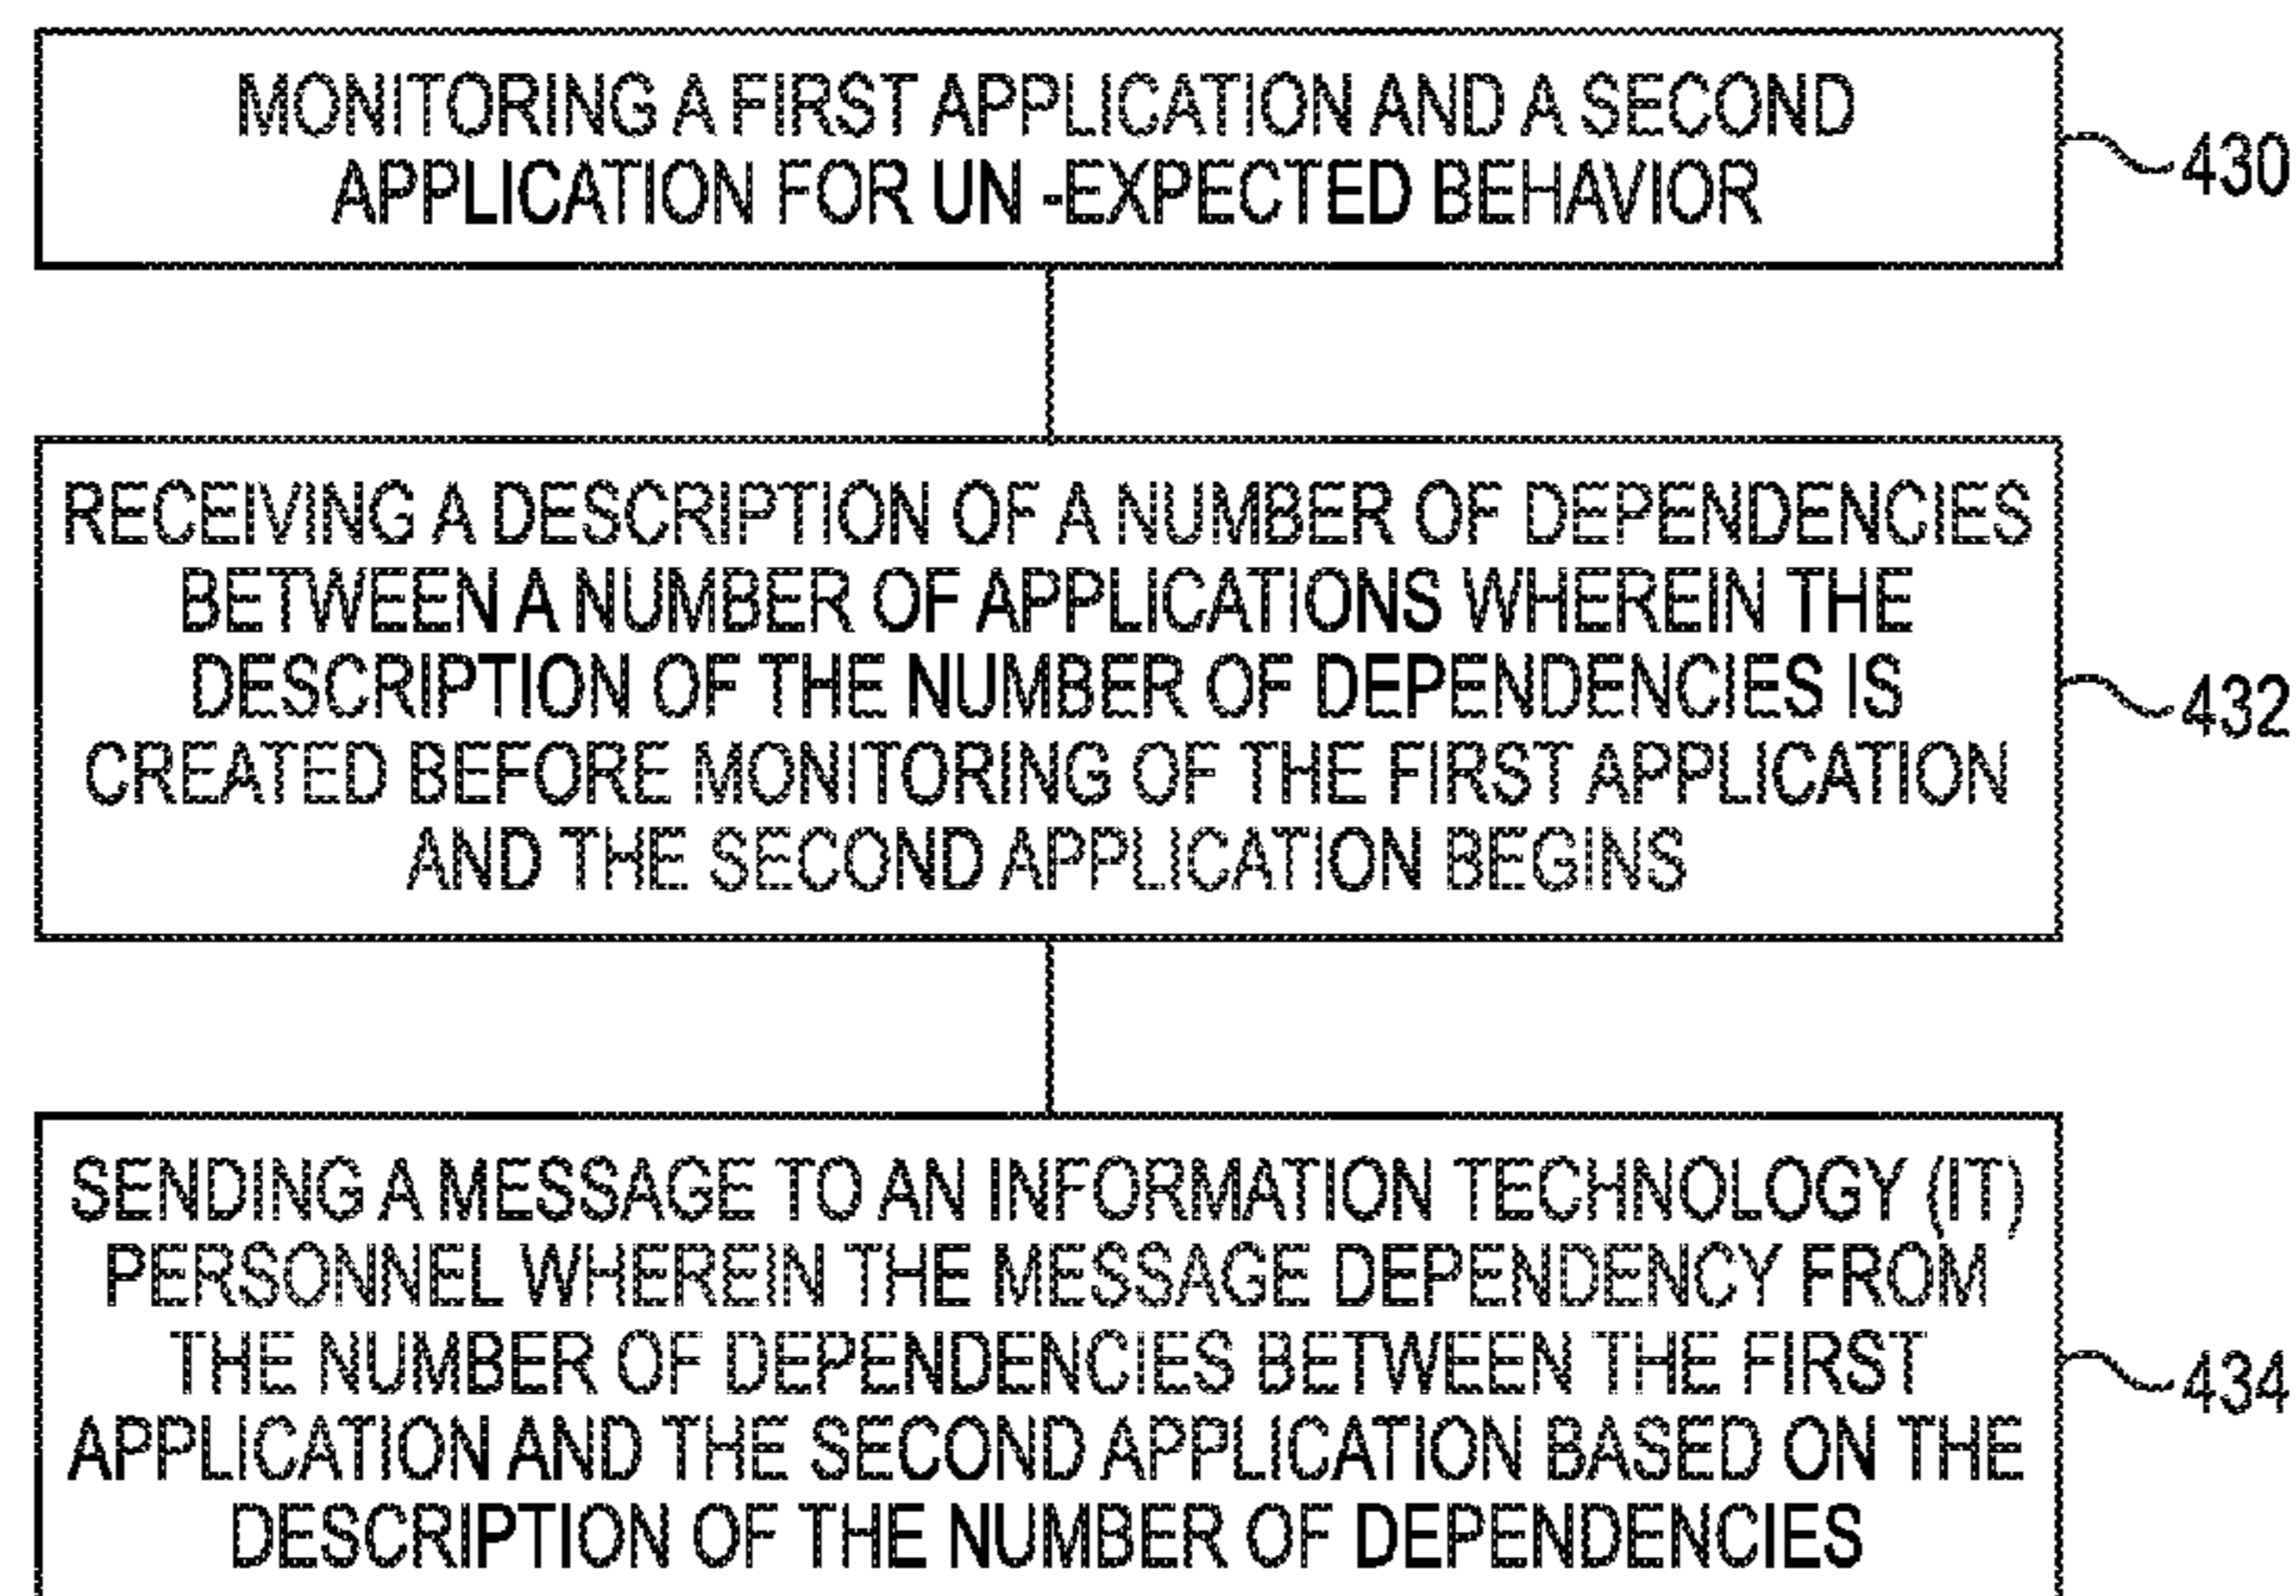 MONITORING A FIRST APPLICATION AND A SECOND
APPLICATION FOR UN -EXPECTED BEHAVIOR
430
RECEIVING A DESCRIPTION OF A NUMBER OF DEPENDENCIES
BETWEEN A NUMBER OF APPLICATIONS WHEREIN THE
DESCRIPTION OF THE NUMBER OF DEPENDENCIES IS
CREATED BEFORE MONITORING OF THE FIRST APPLICATION
AND THE SECOND APPLICATION BEGINS
432
SENDING A MESSAGE TO AN INFORMATION TECHNOLOGY (IT)
PERSONNEL WHEREIN THE MESSAGE DEPENDENCY FROM
THE NUMBER OF DEPENDENCIES BETWEEN THE FIRST
APPLICATION AND THE SECOND APPLICATION BASED ON THE
DESCRIPTION OF THE NUMBER OF DEPENDENCIES
434